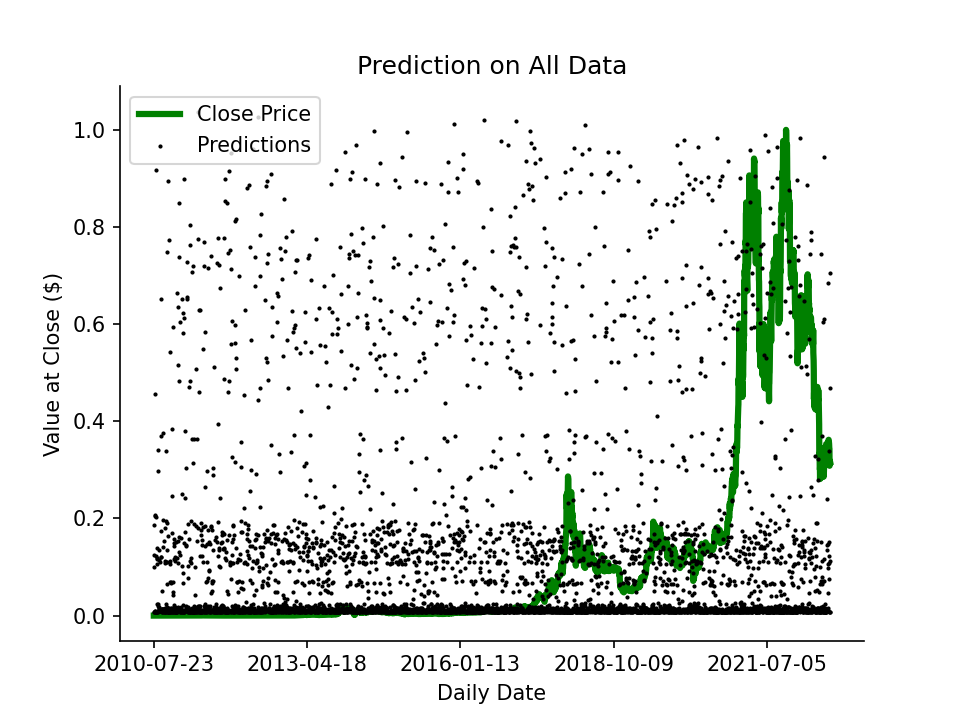 Prediction on All Data
Close Price
Predictions
1.0
0.8
0.6
0.4
0.2
0.0
Value at Close ($)
2010-07-23 2013-04-18 2016-01-13 2018-10-09 2021-07-05
Daily Date